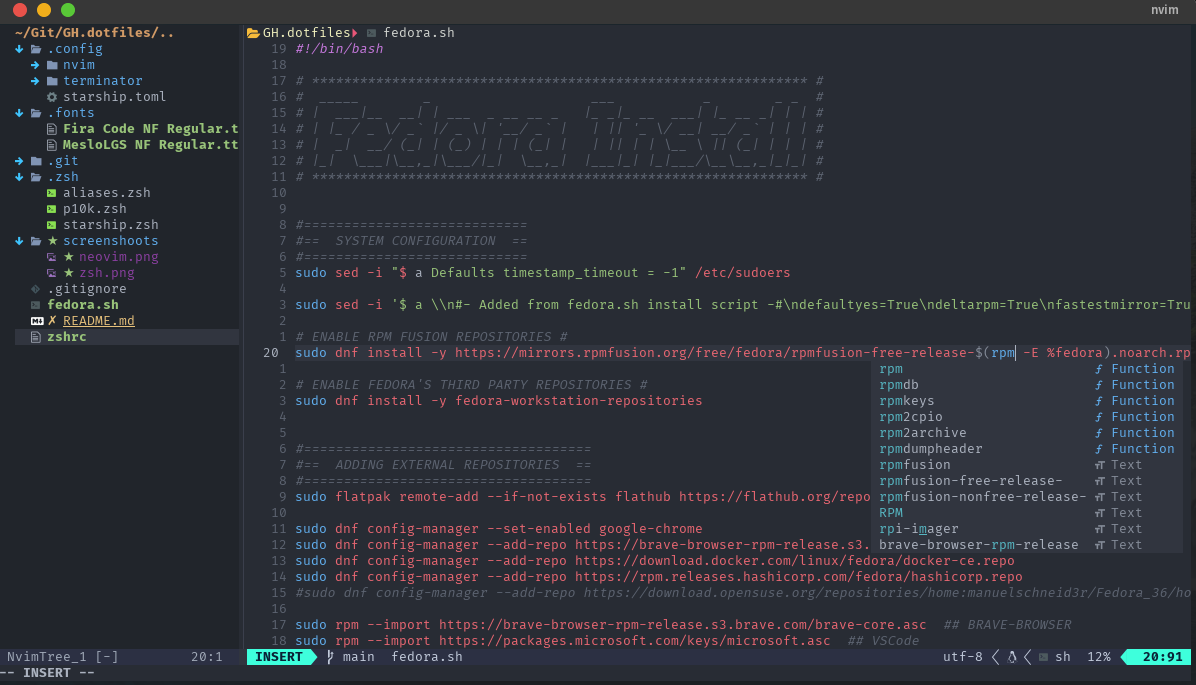 nvim
~/Git/GH.dotfiles/..
.config
nvim
terminator
starship.toml
.fonts
Fira Code NF Regular.t
MesloLGS NF Regular.tt
.git
.zsh
aliases.zsh
p10k.zsh
starship.zsh
screenshoots
★ neovim.png
★ zsh.png
.gitignore
fedora.sh
✗ README.md
zshrc
NvimTree_1 [-] 20:1
GH.dotfiles fedora.sh
19 #!/bin/bash
18
17 # ************************************************************** #
16 #
15 #
14 #
13 #
12 #
11 # ************************************************************** #
10
9
8 #============================
7 #==  SYSTEM CONFIGURATION  ==
6 #============================
5 sudo sed -i "$ a Defaults timestamp_timeout = -1" /etc/sudoers
4
3 sudo sed -i '$ a \\n#- Added from fedora.sh install script -#\ndefaultyes=True\ndeltarpm=True\nfastestmirror=Tru
2
1 # ENABLE RPM FUSION REPOSITORIES #
20 sudo dnf install -y https://mirrors.rpmfusion.org/free/fedora/rpmfusion-free-release-$(rpm -E %fedora).noarch.rp
1
2 # ENABLE FEDORA'S THIRD PARTY REPOSITORIES #
3 sudo dnf install -y fedora-workstation-repositories
4
5
6 #====================================
7 #==  ADDING EXTERNAL REPOSITORIES  ==
8 #====================================
9 sudo flatpak remote-add --if-not-exists flathub https://flathub.org/repo
10
11 sudo dnf config-manager --set-enabled google-chrome
12 sudo dnf config-manager --add-repo https://brave-browser-rpm-release.s3.
13 sudo dnf config-manager --add-repo https://download.docker.com/linux/fedora/docker-ce.repo
14 sudo dnf config-manager --add-repo https://rpm.releases.hashicorp.com/fedora/hashicorp.repo
15 #sudo dnf config-manager --add-repo https://download.opensuse.org/repositories/home:manuelschneid3r/Fedora_36/ho
16
17 sudo rpm --import https://brave-browser-rpm-release.s3.brave.com/brave-core.asc  ## BRAVE-BROWSER
18 sudo rpm --import https://packages.microsoft.com/keys/microsoft.asc  ## VSCode
rpm Function
rpmdb Function
rpmkeys Function
rpm2cpio Function
rpm2archive Function
rpmdumpheader Function
rpmfusion Text
rpmfusion-free-release- Text
rpmfusion-nonfree-release- Text
RPM Text
rpi-imager Text
brave-browser-rpm-release Text
INSERT main fedora.sh utf-8 sh 12% 20:91
-- INSERT --